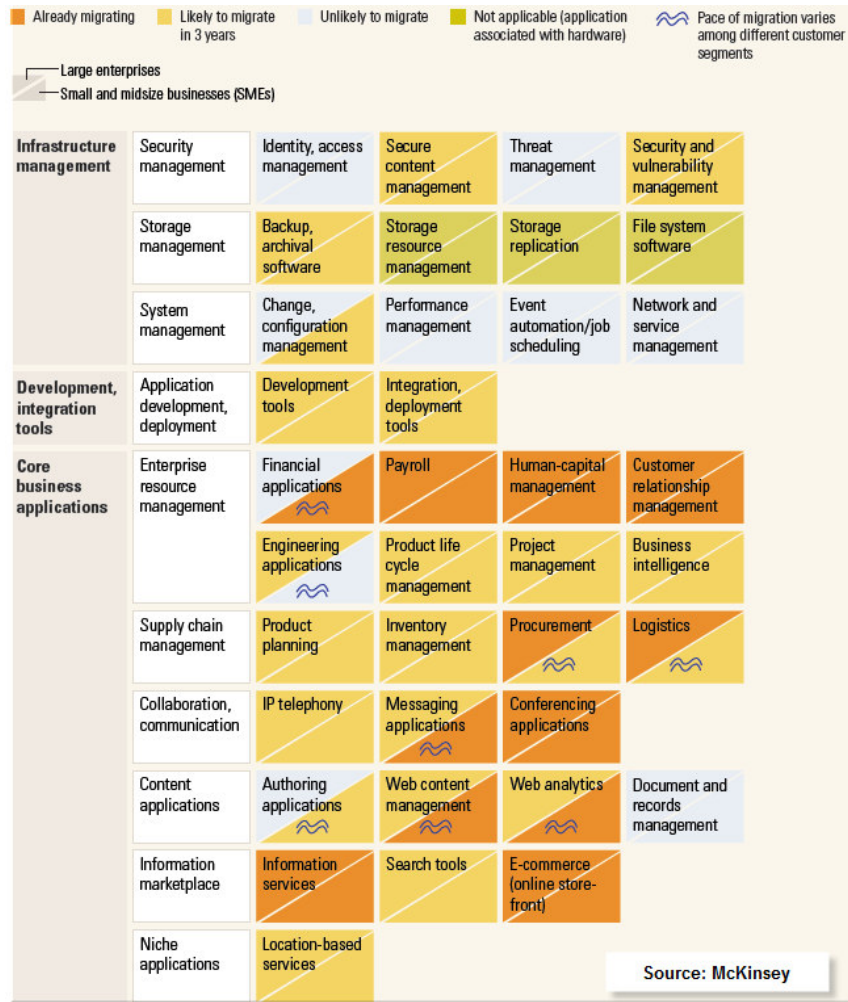 Already migrating
Likely to migrate
in 3 years
Unlikely to migrate
Not applicable (application
associated with hardware)
Pace of migration varies
among different customer
segments
Large enterprises
Small and midsize businesses (SMEs)
Infrastructure
management
Security
management
Identity, access
management
Secure
content
management
Threat
management
Security and
vulnerability
management
Storage
management
Backup,
archival
software
Storage
resource
management
Storage
replication
File system
software
System
management
Change,
configuration
management
Performance
management
Event
automation/job
scheduling
Network and
service
management
Development,
integration
tools
Application
development,
deployment
Development
tools
Integration,
deployment
tools
Core
business
applications
Enterprise
resource
management
Financial
applications
Payroll
Human-capital
management
Customer
relationship
management
Engineering
applications
Product life
cycle
management
Project
management
Business
intelligence
Supply chain
management
Product
planning
Inventory
management
Procurement
Logistics
Collaboration,
communication
IP telephony
Messaging
applications
Conferencing
applications
Content
applications
Authoring
applications
Web content
management
Web analytics
Document and
records
management
Information
marketplace
Information
services
Search tools
E-commerce
(online store-
front)
Niche
applications
Location-based
services
Source: McKinsey